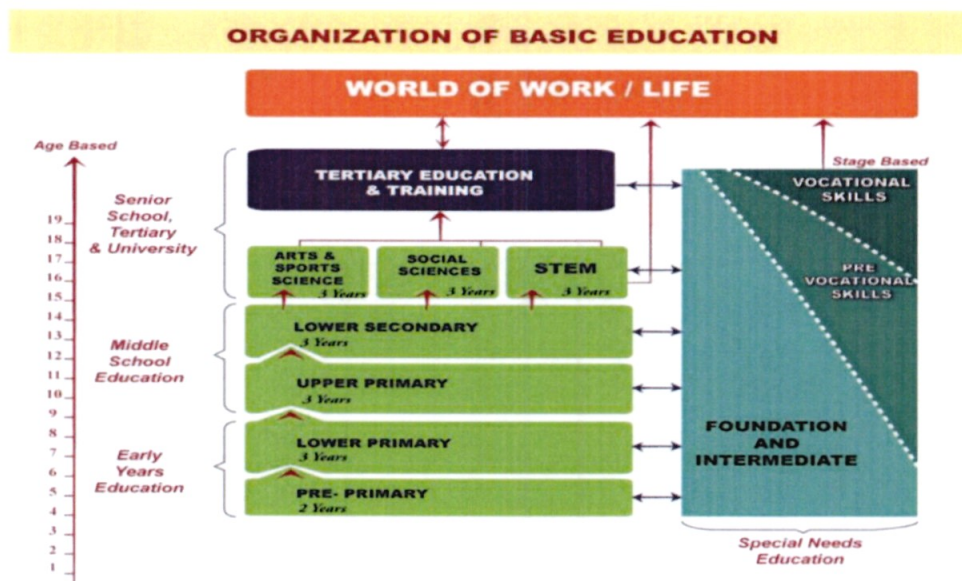 ORGANIZATION OF BASIC EDUCATION
WORLD OF WORK / LIFE
Age Based
Stage Based
Senior
School,
Tertiary
& University
TERTIARY EDUCATION
& TRAINING
VOCATIONAL
SKILLS
ARTS &
SPORTS
SCIENCE
3 Years
SOCIAL
SCIENCES
3 Years
STEM
3 Years
PRE
VOCATIONAL
SKILLS
Middle
School
Education
LOWER SECONDARY
3 Years
UPPER PRIMARY
3 Years
Early
Years
Education
LOWER PRIMARY
3 Years
PRE- PRIMARY
2 Years
FOUNDATION
AND
INTERMEDIATE
Special Needs
Education
19
18
17
16
15
14
13
12
11
10
9
8
7
6
5
4
3
2
1